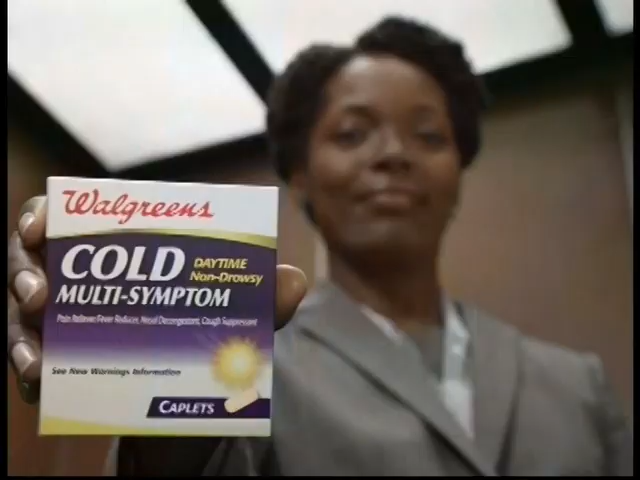 Walgreens
COLD DAYTIME
Non-Drowsy
MULTI-SYMPTOM
Pain Reliever/Fever Reducer, Nasal Decongestant, Cough Suppressant
See New Warnings Information
CAPLETS